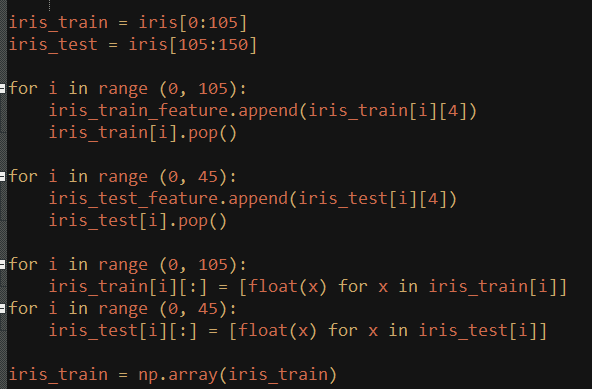 iris_train = iris[0:105]
iris_test = iris[105:150]
for i in range (0, 105):
    iris_train_feature.append(iris_train[i][4])
    iris_train[i].pop()
for i in range (0, 45):
    iris_test_feature.append(iris_test[i][4])
    iris_test[i].pop()
for i in range (0, 105):
    iris_train[i][:] = [float(x) for x in iris_train[i]]
for i in range (0, 45):
    iris_test[i][:] = [float(x) for x in iris_test[i]]
iris_train = np.array(iris_train)